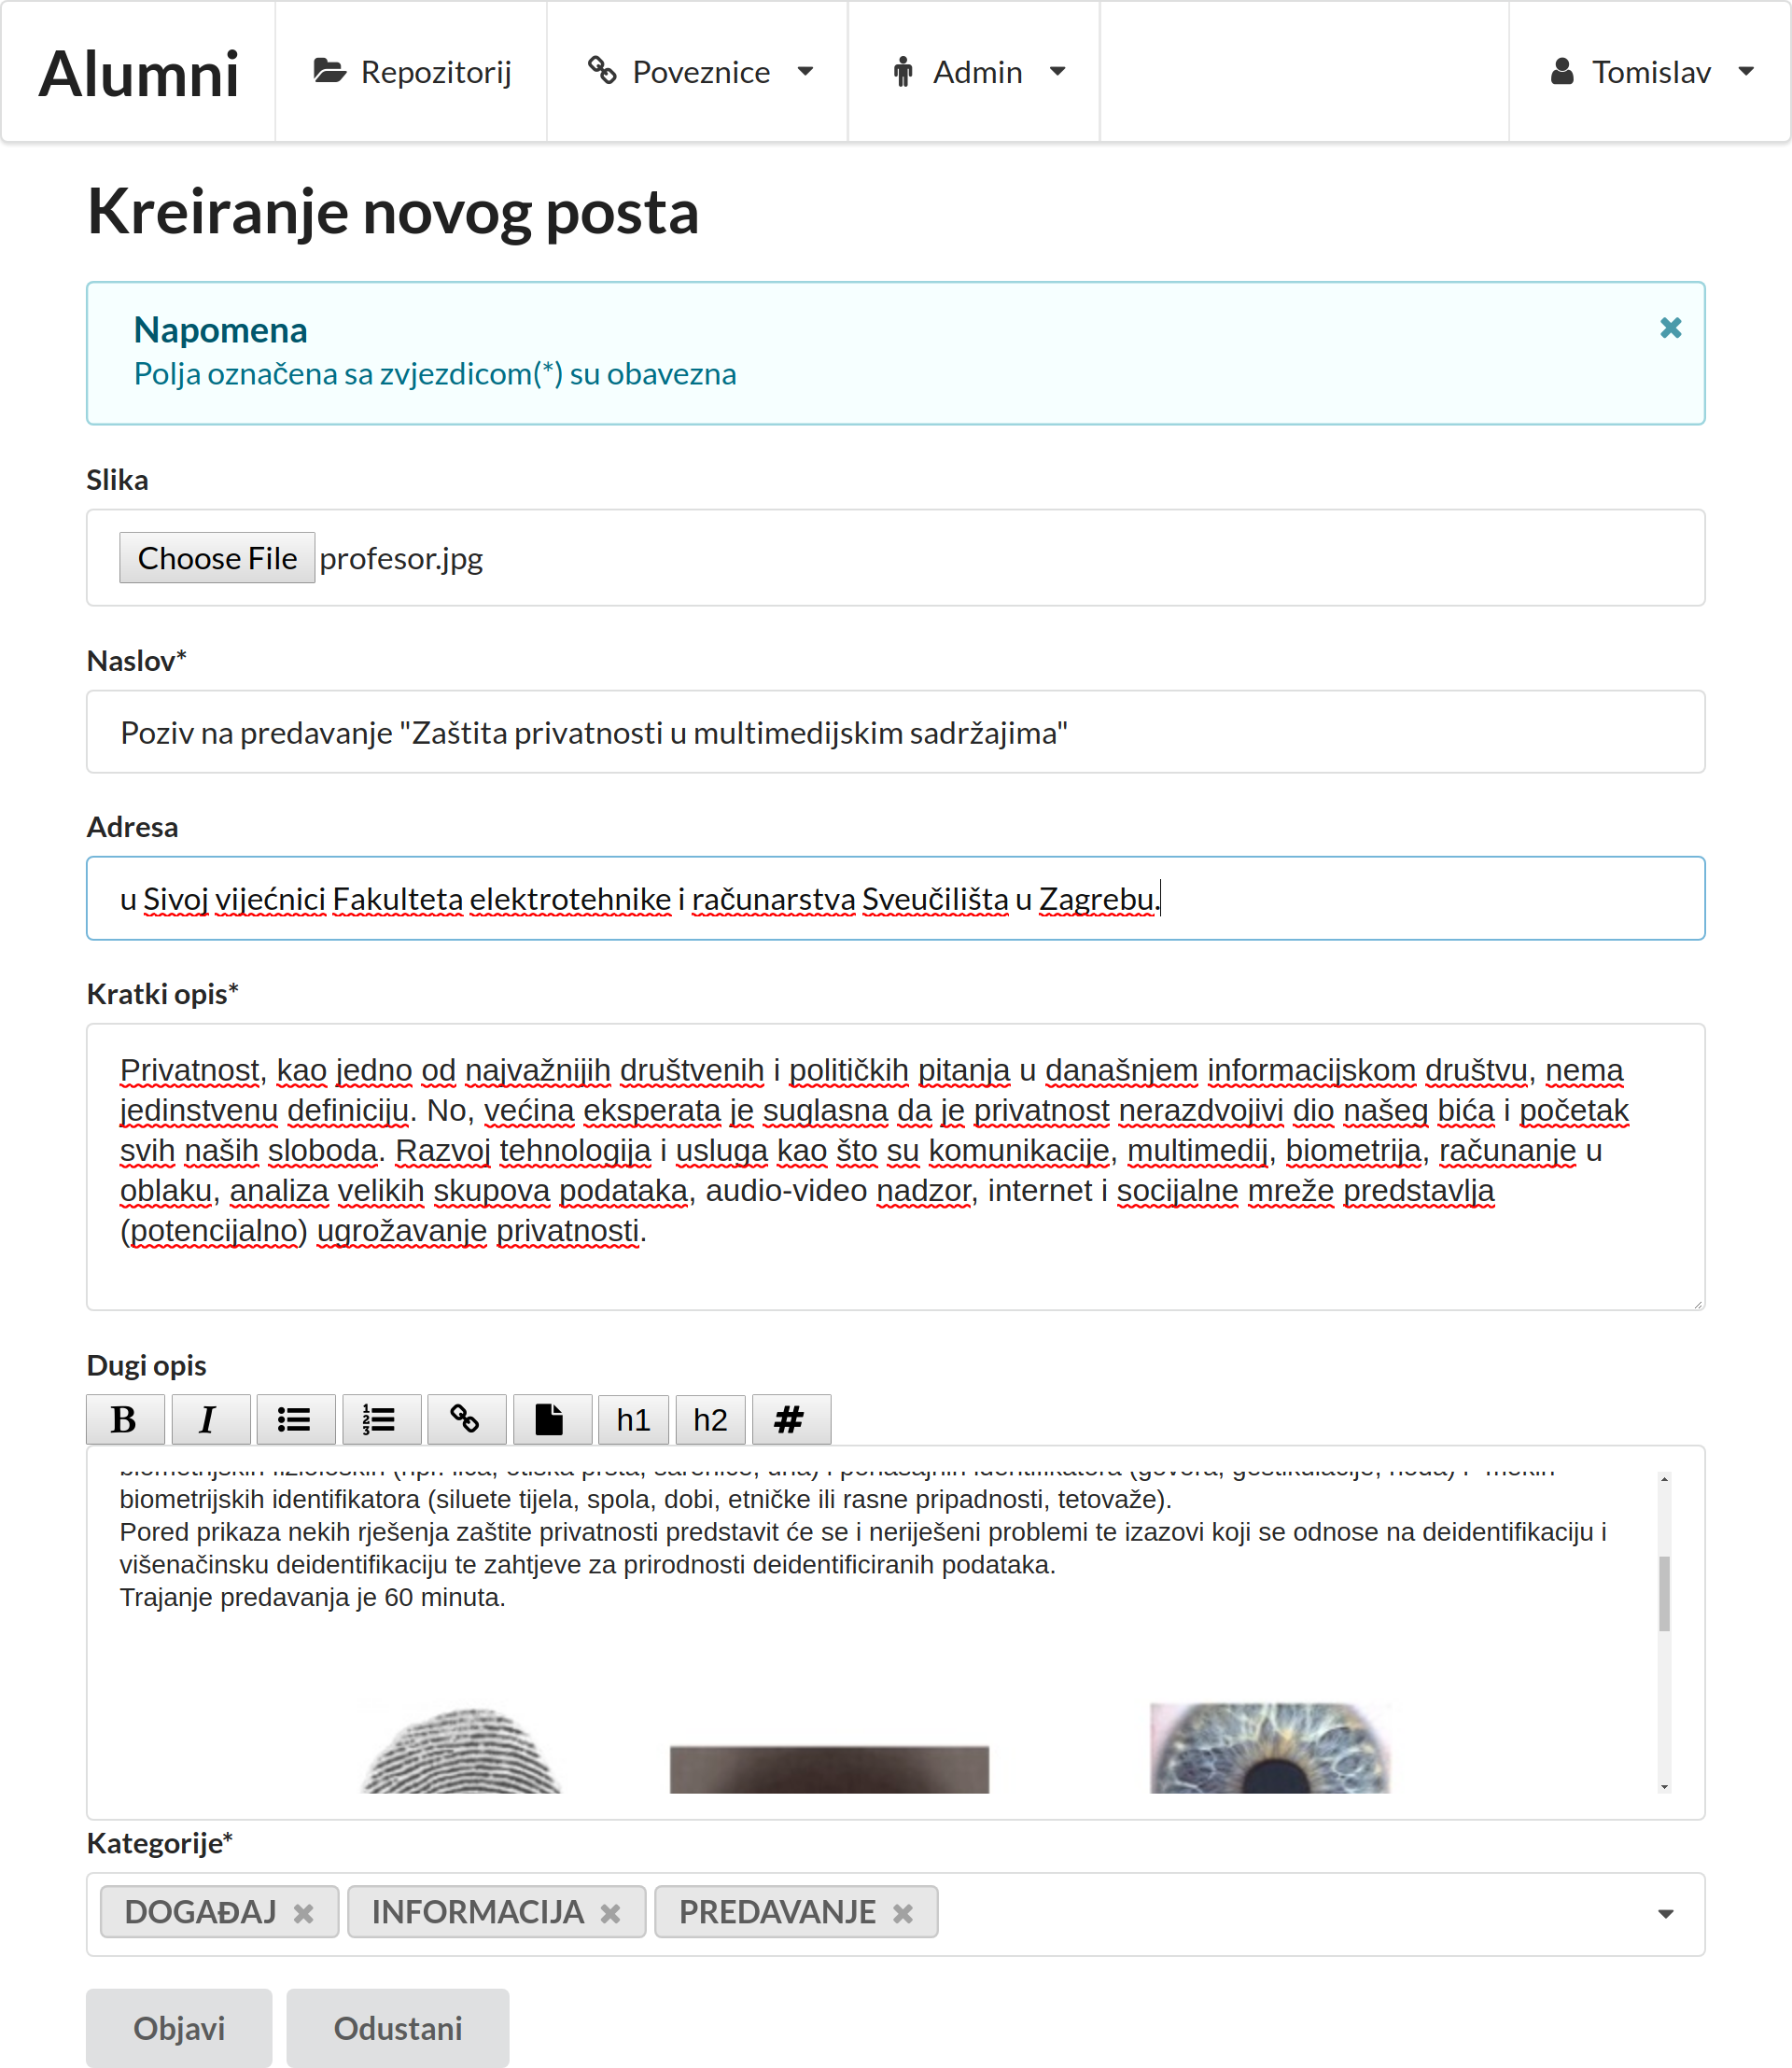 Alumni
Repozitorij
Poveznice
Admin
Tomislav
Kreiranje novog posta
Napomena
Polja označena sa zvjezdicom(*) su obavezna
Slika
Choose File profesor.jpg
Naslov*
Poziv na predavanje "Zaštita privatnosti u multimedijskim sadržajima"
Adresa
u Sivoj vijećnici Fakulteta elektrotehnike i računarstva Sveučilišta u Zagrebu.
Kratki opis*
Privatnost, kao jedno od najvažnijih društvenih i političkih pitanja u današnjem informacijskom društvu, nema
jedinstvenu definiciju. No, većina eksperata je suglasna da je privatnost nerazdvojivi dio našeg bića i početak
svih naših sloboda. Razvoj tehnologija i usluga kao što su komunikacije, multimedij, biometrija, računanje u
oblaku, analiza velikih skupova podataka, audio-video nadzor, internet i socijalne mreže predstavlja
(potencijalno) ugrožavanje privatnosti.
Dugi opis
B I h1 h2 #
biometrijskih identifikatora (siluete tijela, spola, dobi, etničke ili rasne pripadnosti, tetovaže).
Pored prikaza nekih rješenja zaštite privatnosti predstavit će se i neriješeni problemi te izazovi koji se odnose na deidentifikaciju i
višenačinsku deidentifikaciju te zahtjeve za prirodnosti deidentificiranih podataka.
Trajanje predavanja je 60 minuta.
Kategorije*
DOGAĐAJ INFORMACIJA PREDAVANJE
Objavi Odustani